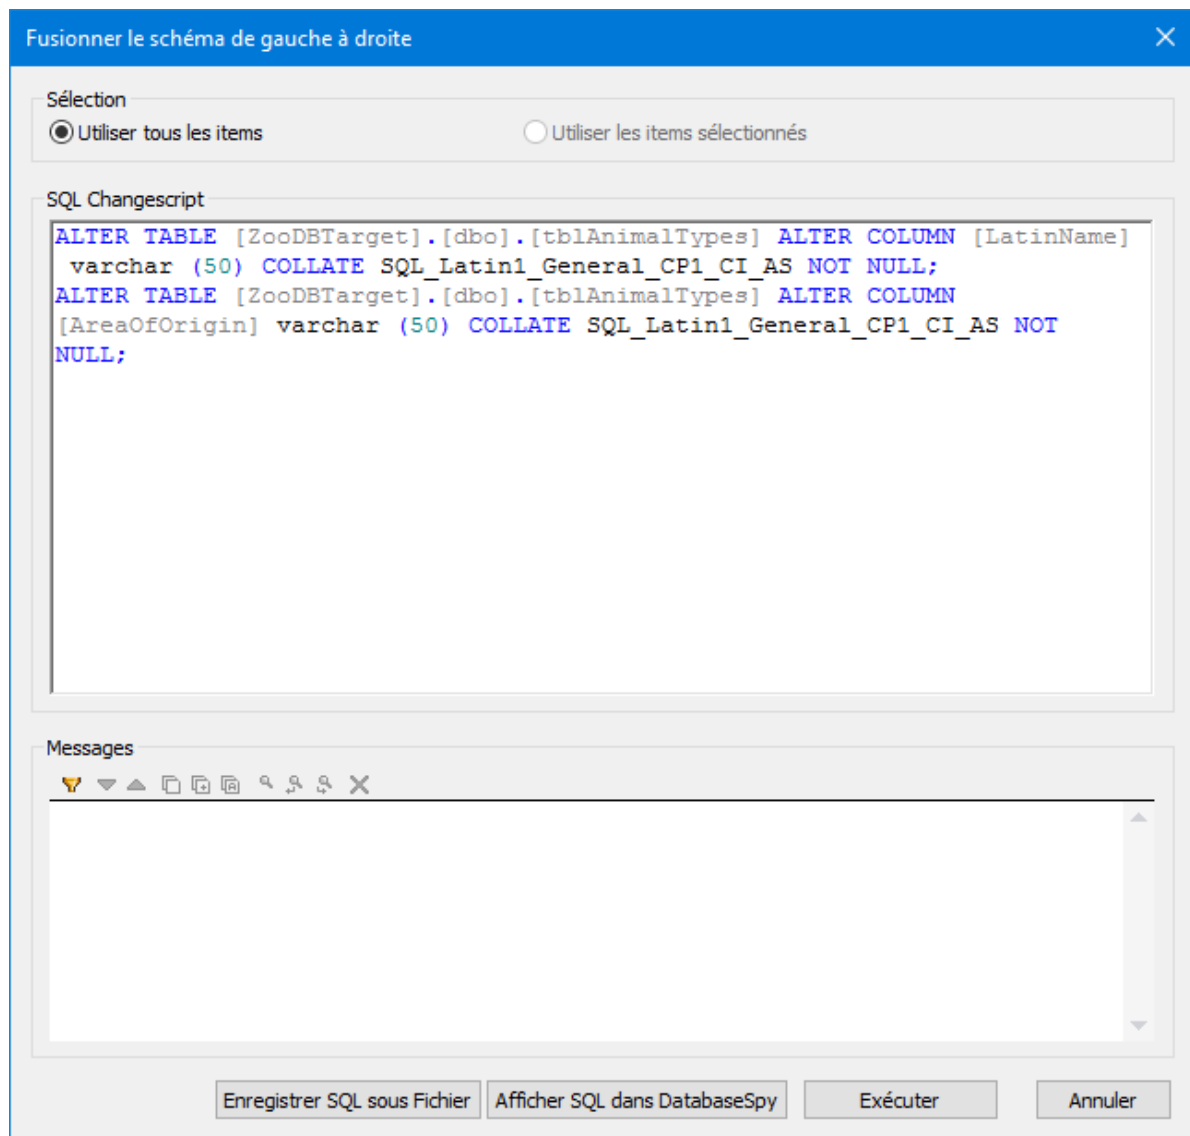 Fusionner le schéma de gauche à droite
Sélection
Utiliser tous les items
Utiliser les items sélectionnés
SQL Changescript
ALTER TABLE [ZooDBTarget].[dbo].[tblAnimalTypes] ALTER COLUMN [LatinName]
varchar (50) COLLATE SQL_Latin1_General_CP1_CI_AS NOT NULL;
ALTER TABLE [ZooDBTarget].[dbo].[tblAnimalTypes] ALTER COLUMN
[AreaOfOrigin] varchar (50) COLLATE SQL_Latin1_General_CP1_CI_AS NOT
NULL;
Messages
Enregistrer SQL sous Fichier
Afficher SQL dans DatabaseSpy
Exécuter
Annuler